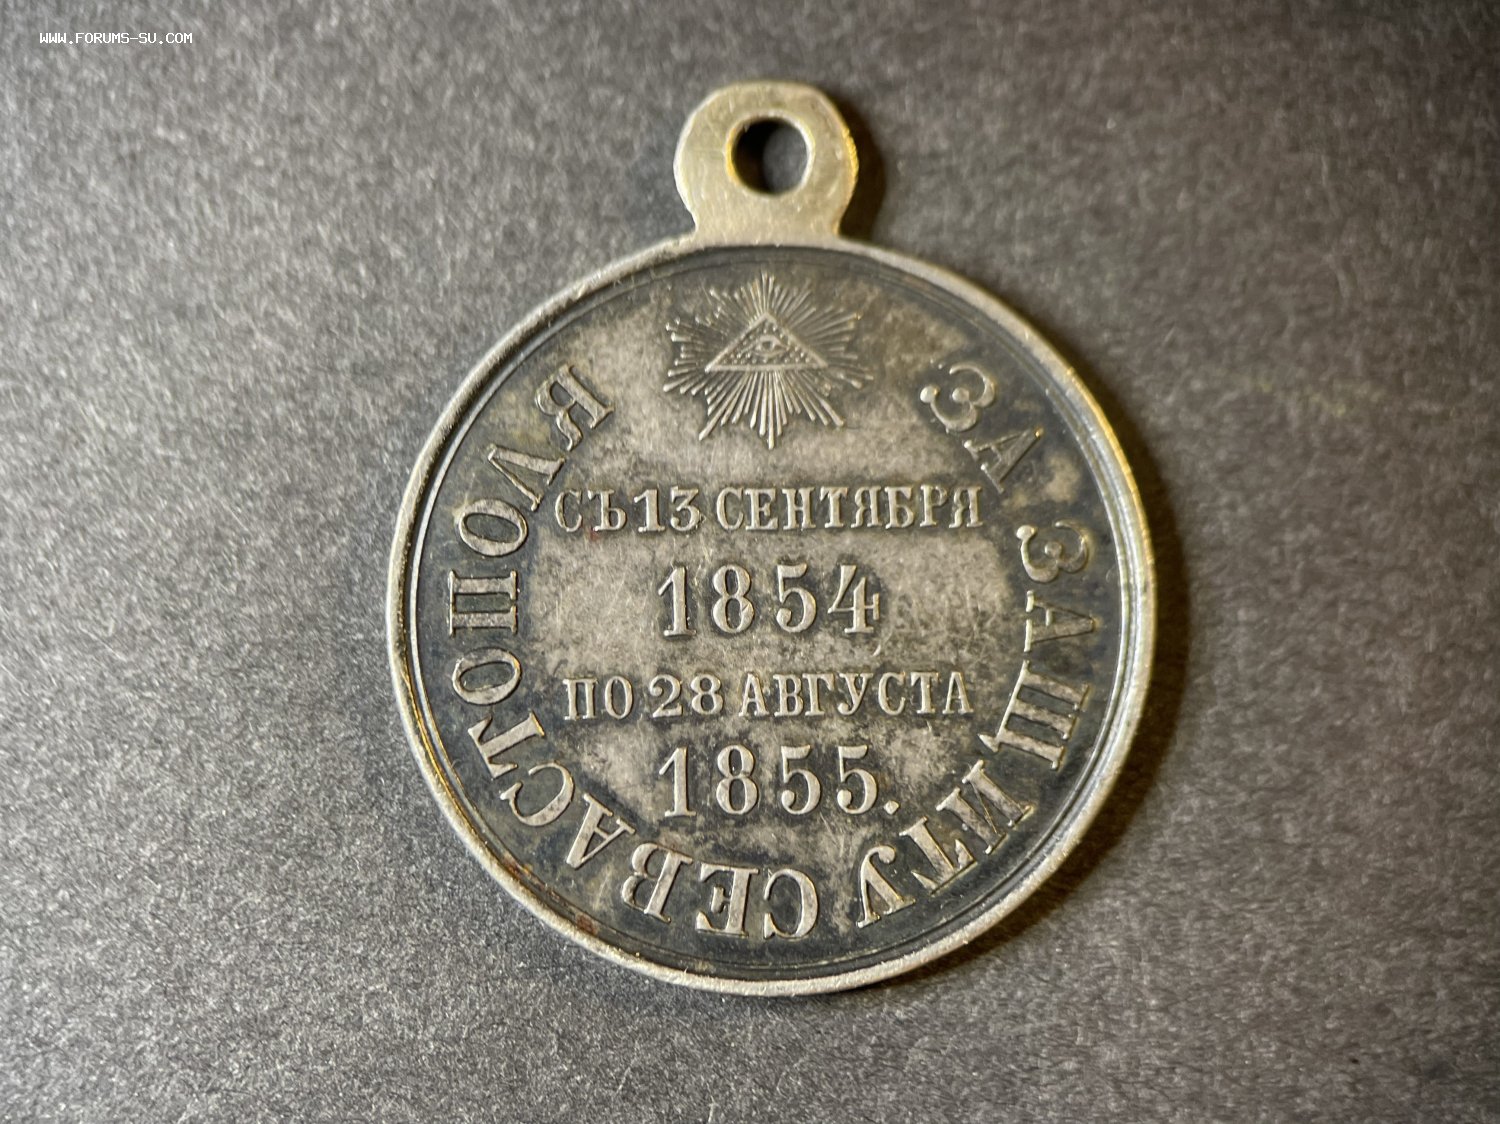 WWW.FORUMS-SU.COM
ЗА ЗАЩИТУ СЕВАСТОПОЛЯ
СЪ 13 СЕНТЯБРЯ
1854
ПО 28 АВГУСТА
1855.